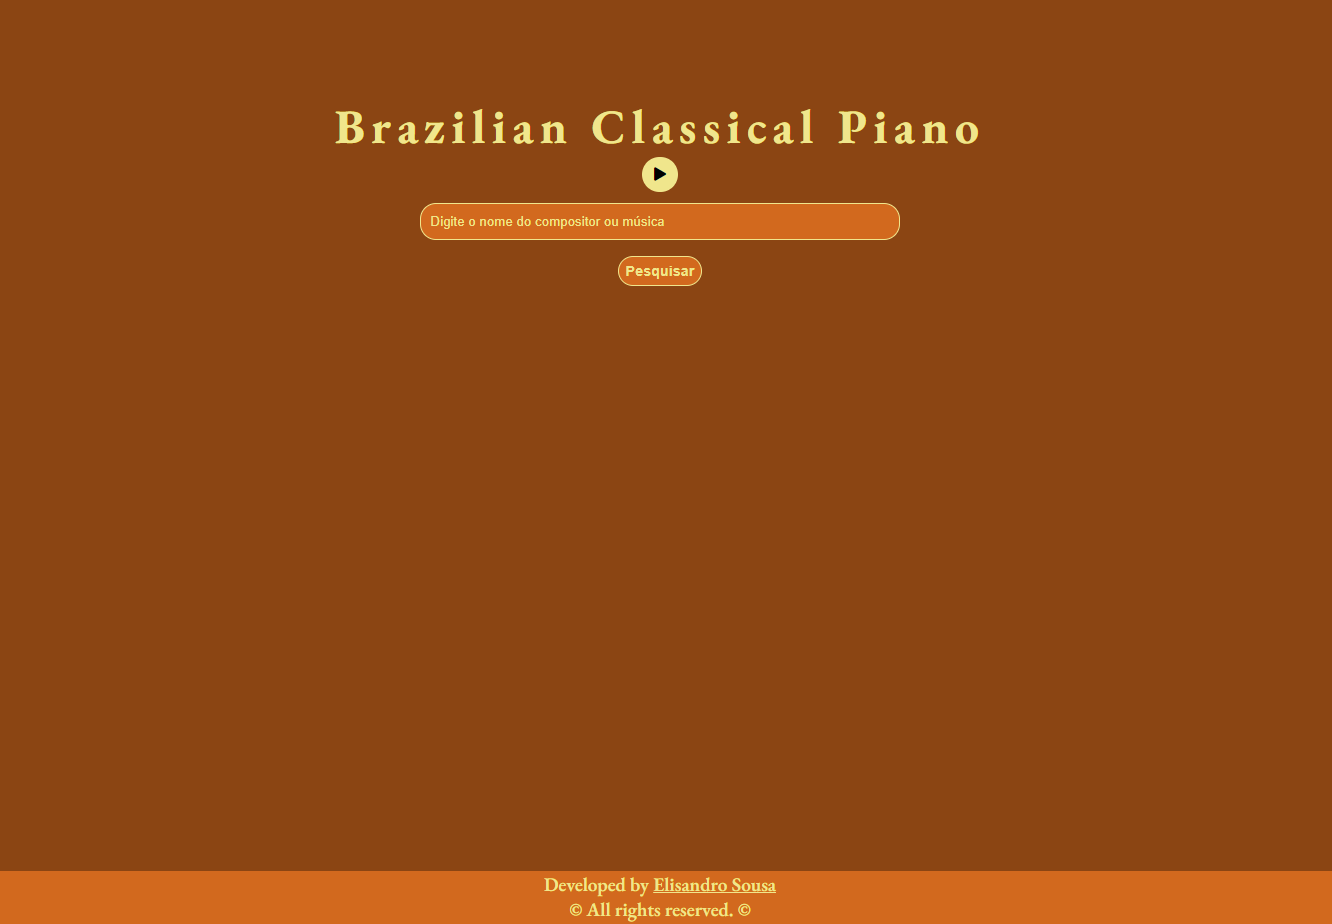 Brazilian Classical Piano
Digite o nome do compositor ou música
Pesquisar
Developed by Elisandro Sousa
© All rights reserved. ©